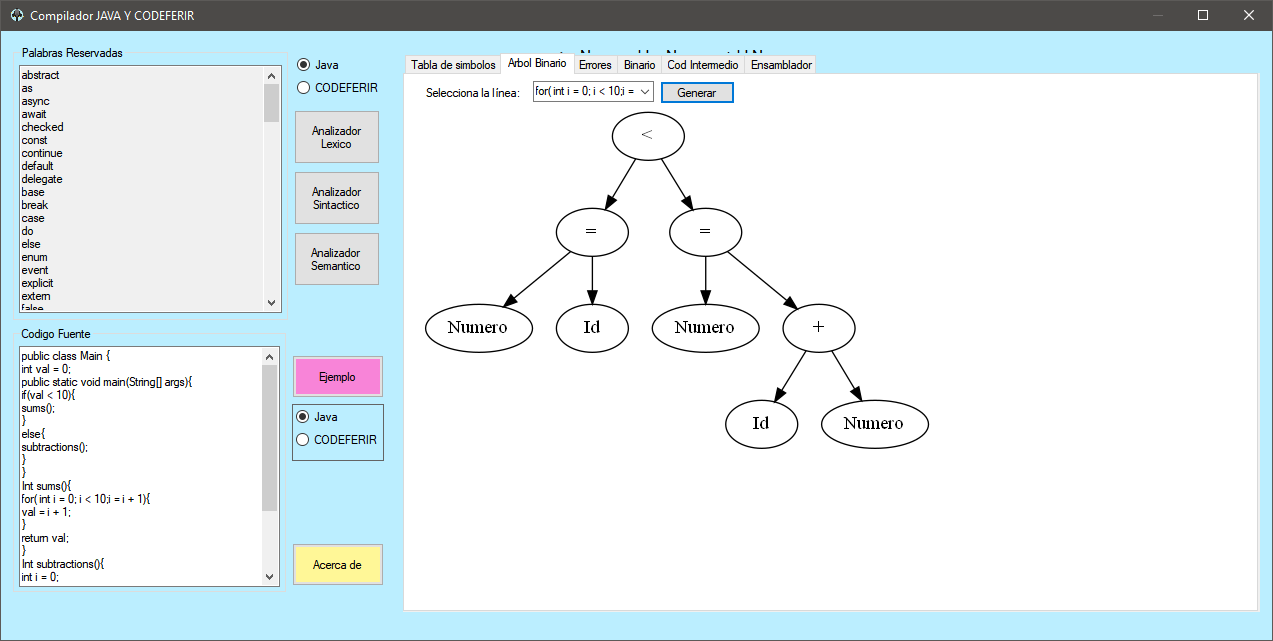 Compilador JAVA Y CODEFERIR
Palabras Reservadas
abstract
as
async
await
checked
const
continue
default
delegate
base
break
case
do
else
enum
event
explicit
extern
false
Java
CODEFERIR
Analizador
Lexico
Analizador
Sintactico
Analizador
Semantico
Codigo Fuente
public class Main {
int val = 0;
public static void main(String[] args){
if(val < 10){
sums();
}
else{
subtractions();
}
}
Int sums(){
for( int i = 0; i < 10;i = i + 1){
val = i + 1;
}
return val;
}
Int subtractions(){
int i = 0;
Ejemplo
Java
CODEFERIR
Acerca de
Tabla de simbolos Arbol Binario Errores Binario Cod Intermedio Ensamblador
Selecciona la línea: for( int i = 0; i < 10;i = Generar
<
= =
Numero Id Numero +
Id Numero